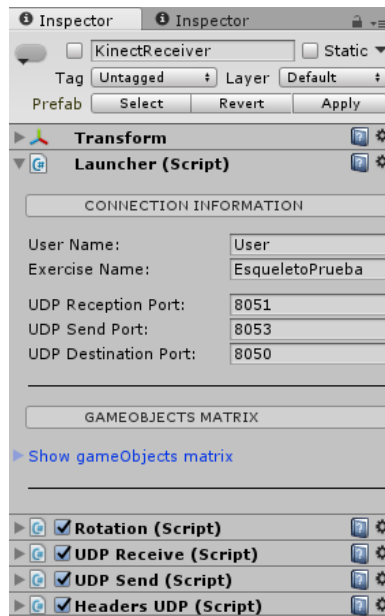 Inspector Inspector
KinectReceiver Static
Tag Untagged Layer Default
Prefab Select Revert Apply
Transform
Launcher (Script)
CONNECTION INFORMATION
User Name: User
Exercise Name: EsqueletoPrueba
UDP Reception Port: 8051
UDP Send Port: 8053
UDP Destination Port: 8050
GAMEOBJECTS MATRIX
Show gameObjects matrix
Rotation (Script)
UDP Receive (Script)
UDP Send (Script)
Headers UDP (Script)